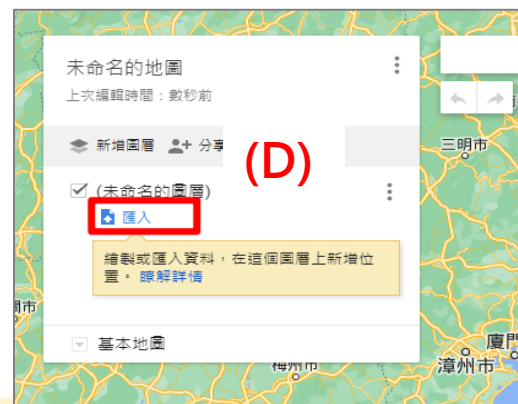 未命名的地圖
上次編輯時間：數秒前
新增圖層 分享
(D)
(未命名的圖層)
匯入
繪製或匯入資料，在這個圖層上新增位
置。瞭解詳情
基本地圖
三明市
廈門
漳州市
梅州市